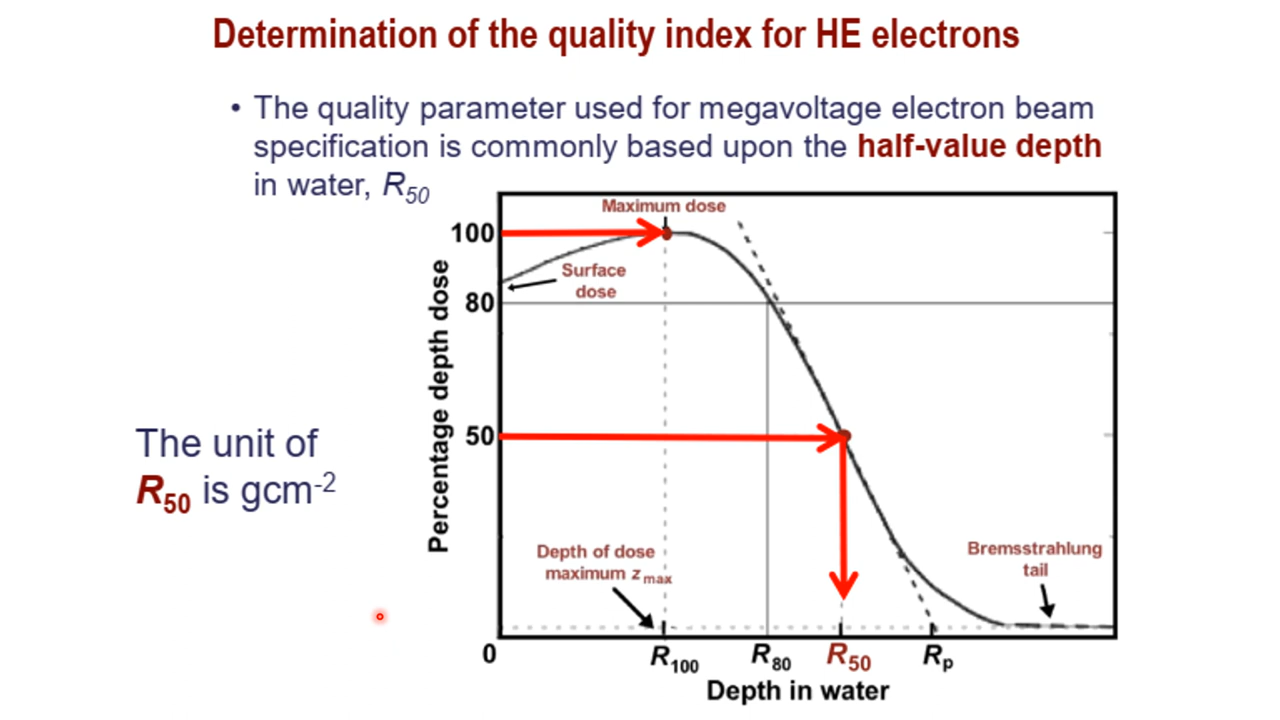 Determination of the quality index for HE electrons
• The quality parameter used for megavoltage electron beam
specification is commonly based upon the half-value depth
in water, R50
Maximum dose
100
Surface
dose
80
Percentage depth dose
50
The unit of
R50 is gcm-2
Depth of dose
maximum zmax
Bremsstrahlung
tail
0
R100
R80
R50
Rp
Depth in water